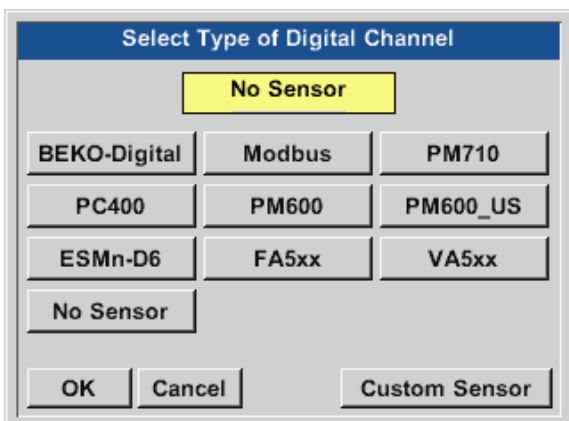 Select Type of Digital Channel
No Sensor
BEKO-Digital Modbus PM710
PC400 PM600 PM600_US
ESMn-D6 FA5xx VA5xx
No Sensor
OK Cancel Custom Sensor